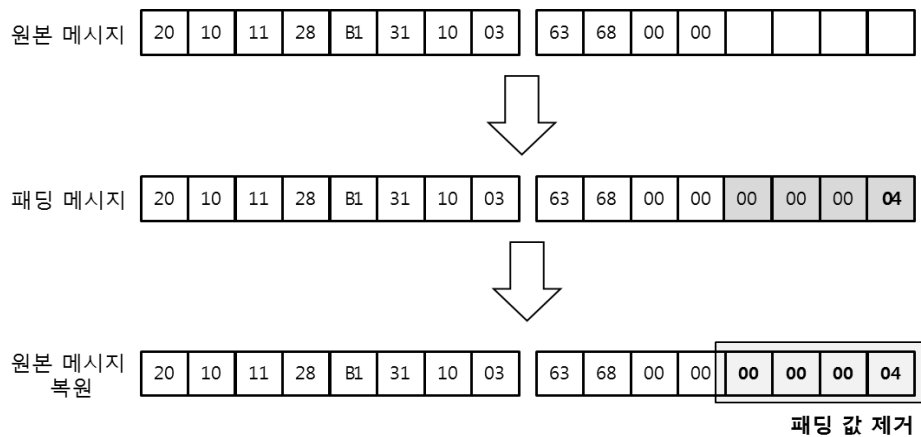 원본 메시지 20 10 11 28 B1 31 10 03 63 68 00 00
패딩 메시지 20 10 11 28 B1 31 10 03 63 68 00 00 00 00 00 04
원본 메시지
복원 20 10 11 28 B1 31 10 03 63 68 00 00 00 00 00 04
패딩 값 제거